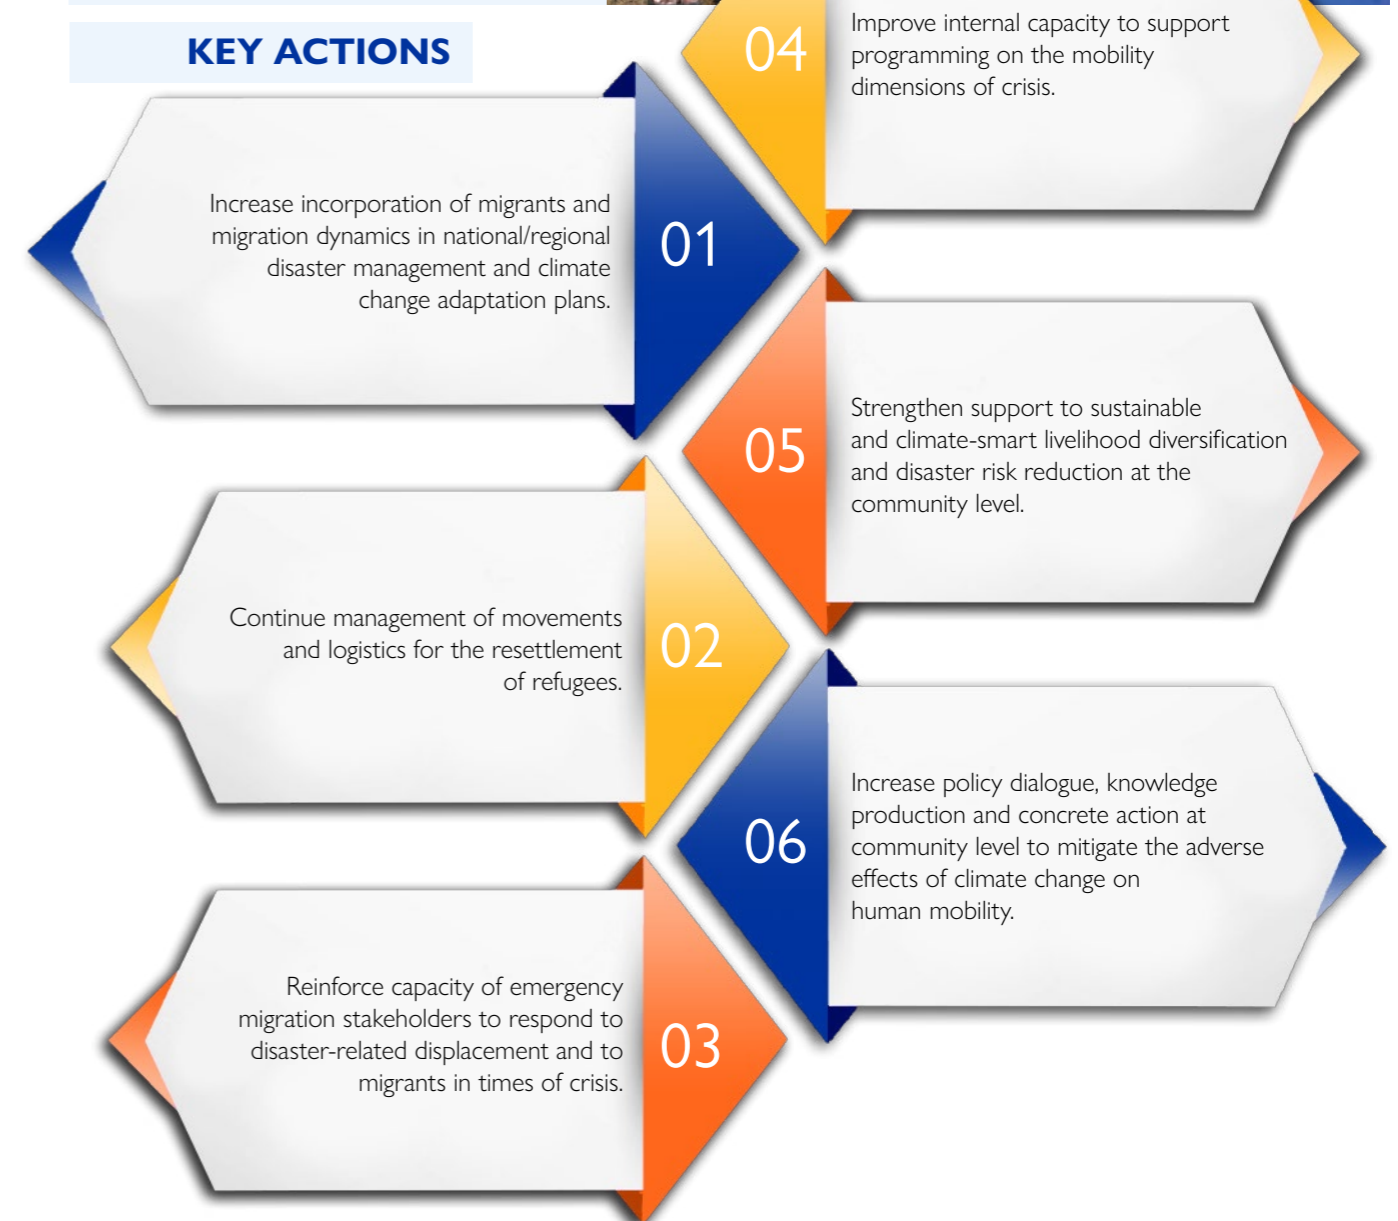 KEY ACTIONS
01
Increase incorporation of migrants and
migration dynamics in national/regional
disaster management and climate
change adaptation plans.
02
Continue management of movements
and logistics for the resettlement
of refugees.
03
Reinforce capacity of emergency
migration stakeholders to respond to
disaster-related displacement and to
migrants in times of crisis.
04
Improve internal capacity to support
programming on the mobility
dimensions of crisis.
05
Strengthen support to sustainable
and climate-smart livelihood diversification
and disaster risk reduction at the
community level.
06
Increase policy dialogue, knowledge
production and concrete action at
community level to mitigate the adverse
effects of climate change on
human mobility.